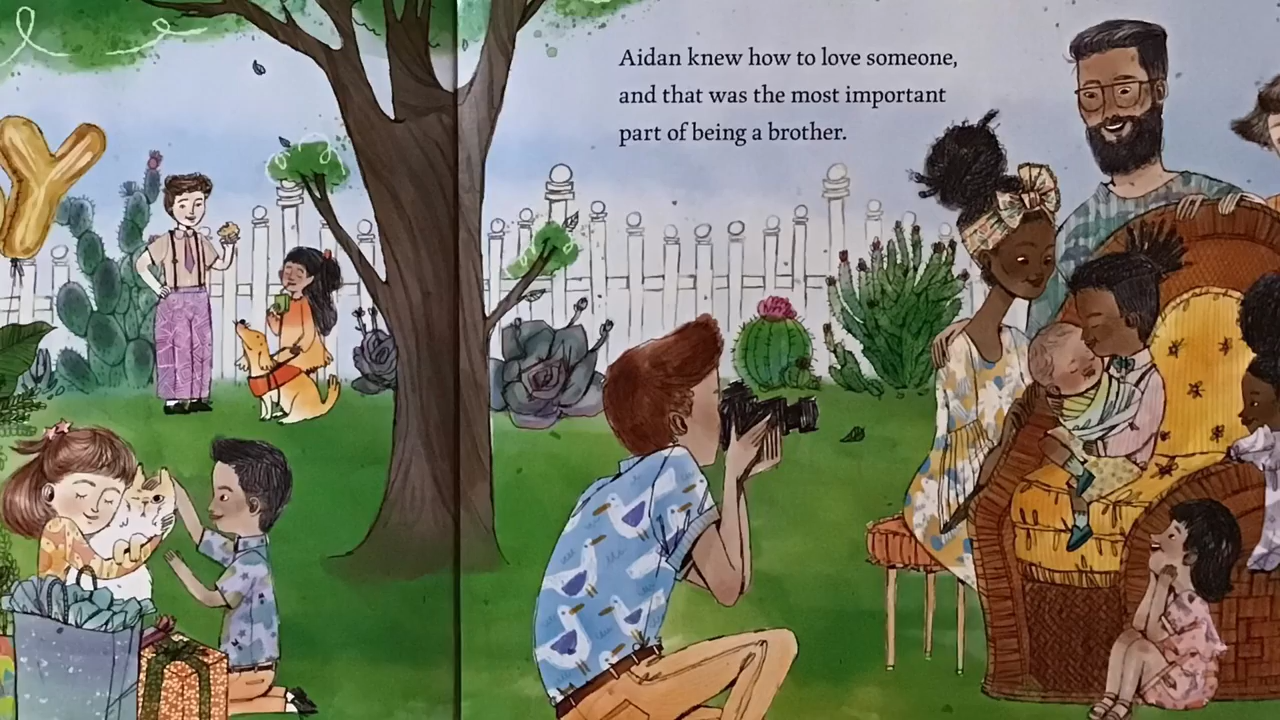 Y
Aidan knew how to love someone,
and that was the most important
part of being a brother.